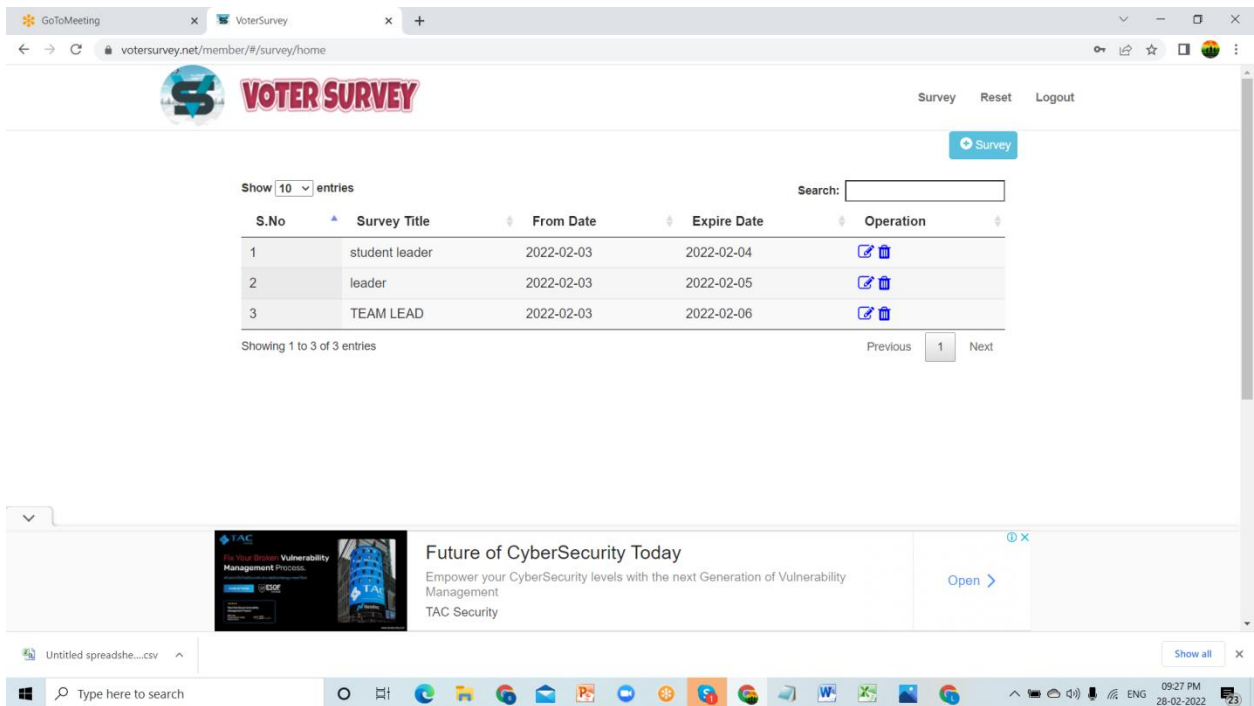 GoToMeeting
VoterSurvey
votersurvey.net/member/#/survey/home
VOTER SURVEY
Survey Reset Logout
Survey
Show 10 entries Search:
S.No Survey Title From Date Expire Date Operation
1 student leader 2022-02-03 2022-02-04
2 leader 2022-02-03 2022-02-05
3 TEAM LEAD 2022-02-03 2022-02-06
Showing 1 to 3 of 3 entries Previous 1 Next
TAC
Fix Your Broken Vulnerability
Management Process.
ESOF
TAC
Future of CyberSecurity Today
Empower your CyberSecurity levels with the next Generation of Vulnerability
Management
TAC Security
Open
Untitled spreadshe....csv Show all
Type here to search
ENG
09:27 PM
28-02-2022
23